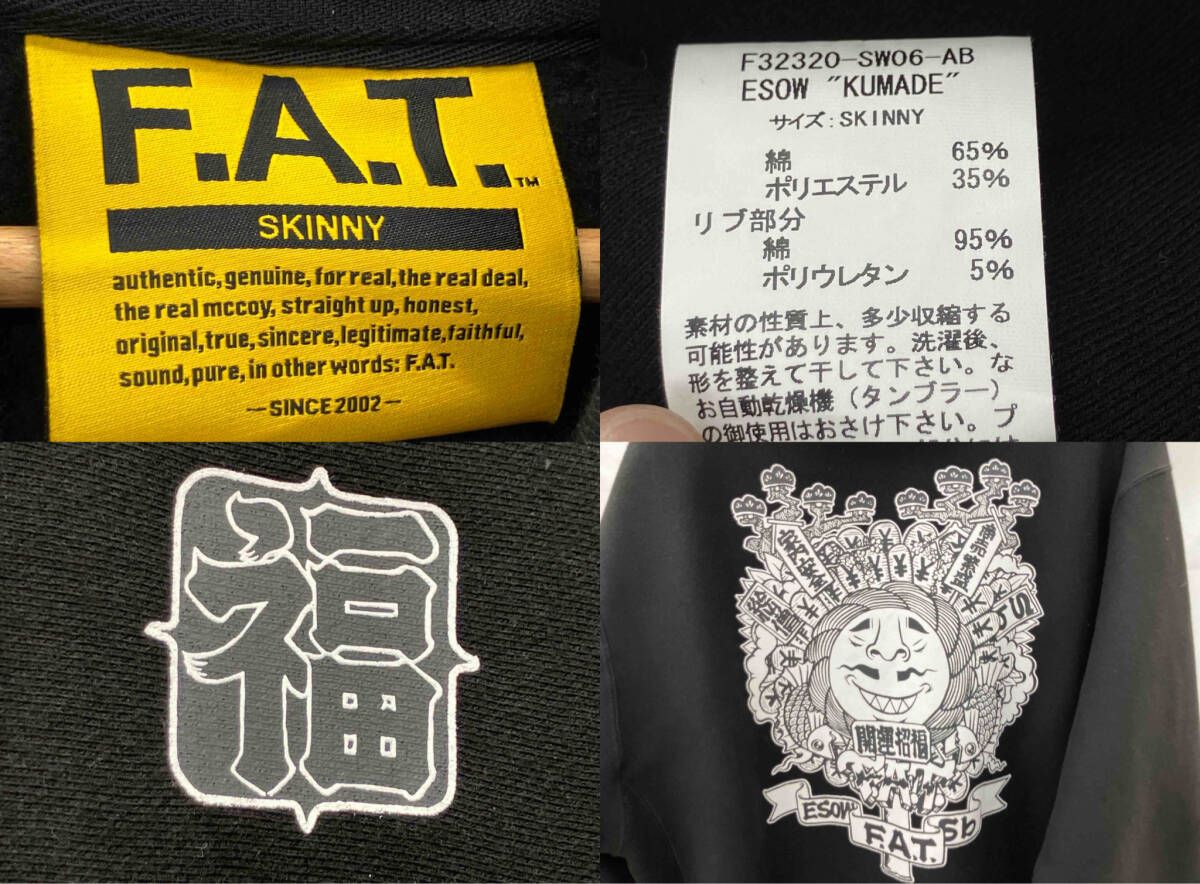 F.A.T.™
SKINNY
authentic, genuine, for real, the real deal,
the real mccoy, straight up, honest,
original, true, sincere, legitimate, faithful,
sound, pure, in other words: F.A.T.
—SINCE 2002—
F32320-SW06-AB
ESOW "KUMADE"
サイズ:SKINNY
綿 65%
ポリエステル 35%
リブ部分
綿 95%
ポリウレタン 5%
素材の性質上、多少収縮する
可能性があります。洗濯後、
形を整えて干して下さい。な
お自動乾燥機(タンブラー)
の御使用はおさけ下さい。プ
福
開運招福
ESOW
F.A.T.
Sb